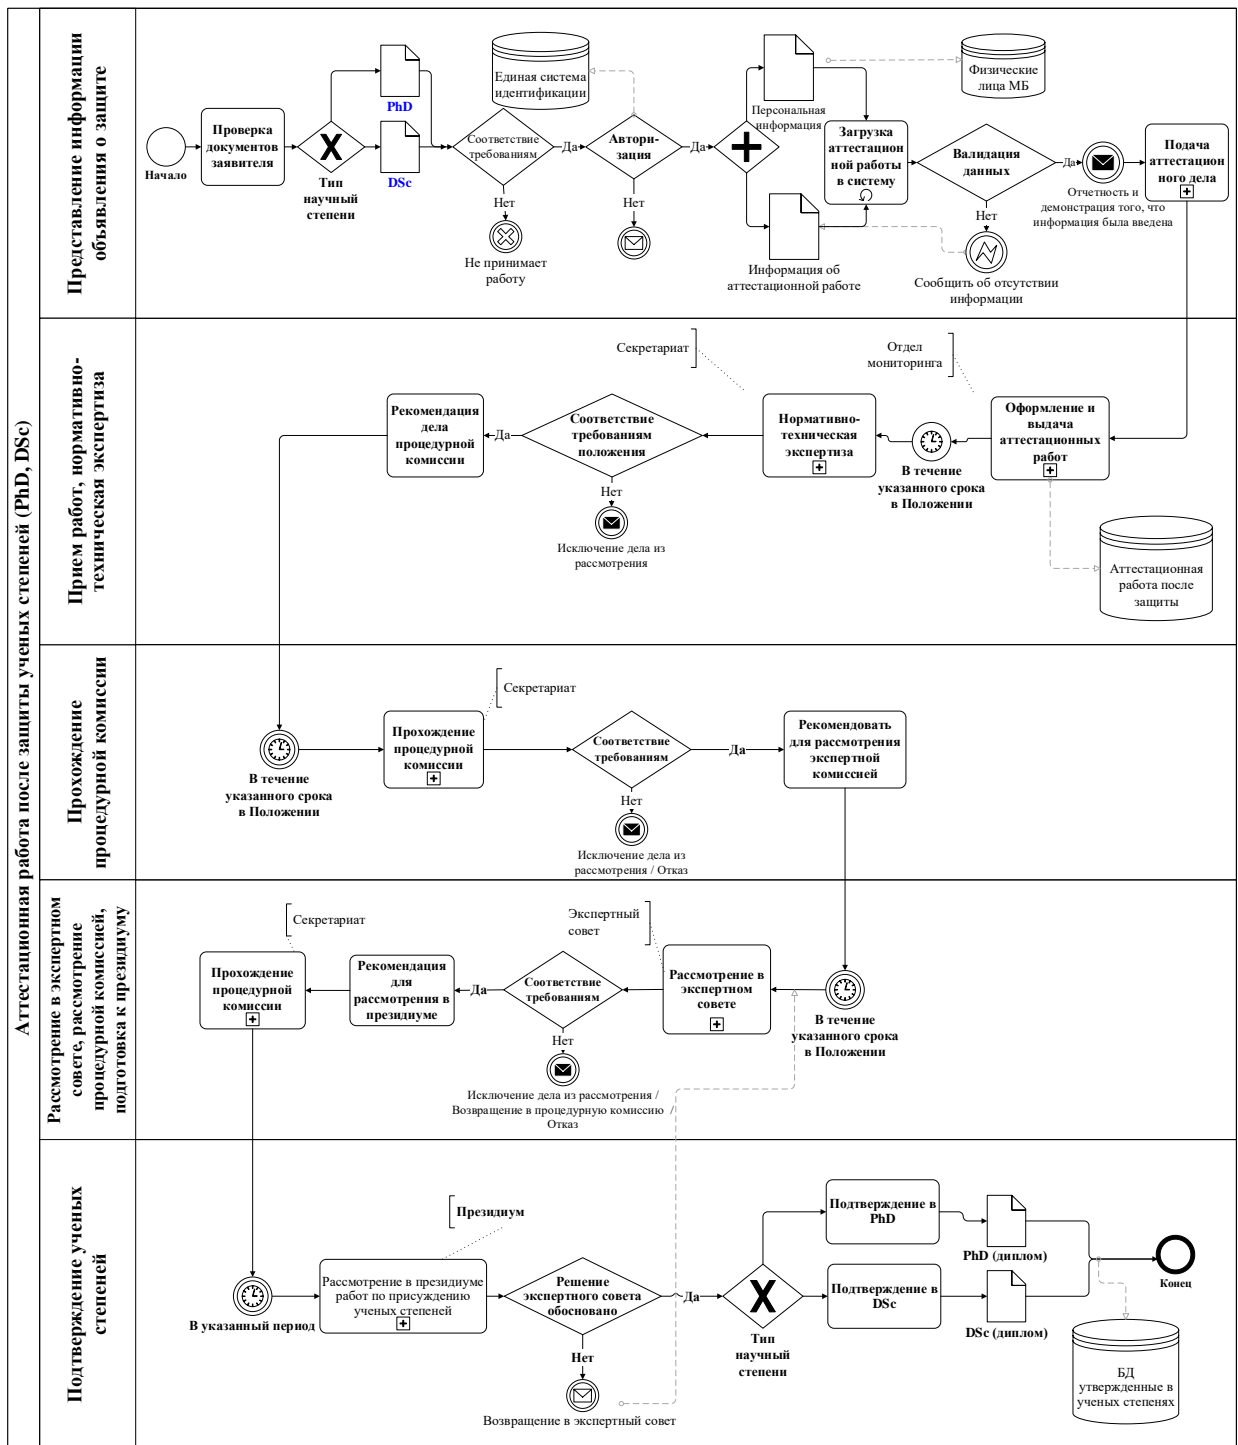 Аттестационная работа после защиты ученых степеней (PhD, DSc)
Представление информации
объявления о защите
Начало
Проверка
документов
заявителя
Тип
научный
степени
PhD
DSc
Соответствие
требованиям
Нет
Не принимает
работу
Да
Единая система
идентификации
Автори-
зация
Нет
Да
Персональная
информация
Информация об
аттестационной работе
Физические
лица МБ
Загрузка
аттестац
ион­ной работы
в систему
Валидация
данных
Нет
Сообщить об отсутствии
информации
Да
Отчетность и
демонстрация того, что
информация была введена
Подача
аттестацион
ного дела
Прием работ, нормативно-
техническая экспертиза
Отдел
мониторинга
Оформление и
выдача
аттестационных
работ
Аттестационная
работа после
защиты
В течение
указанного срока
в Положении
Секретариат
Нормативно-
техническая
экспертиза
Соответствие
требованиям
положения
Нет
Исключение дела из
рассмотрения
Да
Рекомендация
дела
процедурной
комиссии
Прохождение
процедурной комиссии
В течение
указанного срока
в Положении
Секретариат
Прохождение
процедурной
комиссии
Соответствие
требованиям
Нет
Исключение дела из
рассмотрения / Отказ
Да
Рекомендовать
для рассмотрения
экспертной
комиссией
Рассмотрение в экспертном
совете, рассмотрение
процедурной комиссией,
подготовка к президиуму
В течение
указанного срока
в Положении
Экспертный
совет
Рассмотрение в
экспертном
совете
Соответствие
требованиям
Нет
Исключение дела из рассмотрения /
Возвращение в процедурную комиссию /
Отказ
Да
Рекомендация
для
рассмотрения в
президиуме
Секретариат
Прохождение
процедурной
комиссии
Подтверждение ученых
степеней
В указанный период
Президиум
Рассмотрение в президиуме
работ по присуждению
ученых степеней
Решение
экспертного совета
обосновано
Нет
Возвращение в экспертный совет
Да
Тип
научный
степени
Подтверждение в
PhD
Подтверждение в
DSc
PhD (диплом)
DSc (диплом)
Конец
БД
утвержденные в
ученых степенях